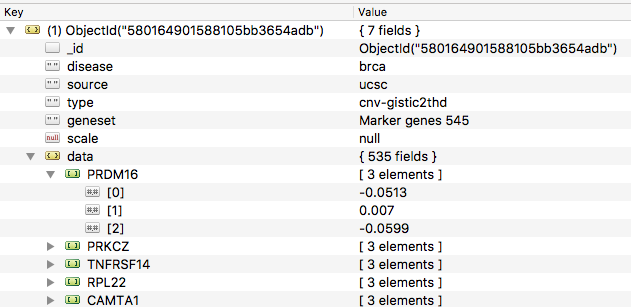 Key Value
(1) ObjectId("580164901588105bb3654adb") { 7 fields }
_id ObjectId("580164901588105bb3654adb")
" " disease brca
" " source ucsc
" " type cnv-gistic2thd
" " geneset Marker genes 545
null scale null
{} data { 535 fields }
[] PRDM16 [ 3 elements ]
## [0] -0.0513
## [1] 0.007
## [2] -0.0599
[] PRKCZ [ 3 elements ]
[] TNFRSF14 [ 3 elements ]
[] RPL22 [ 3 elements ]
[] CAMTA1 [ 3 elements ]